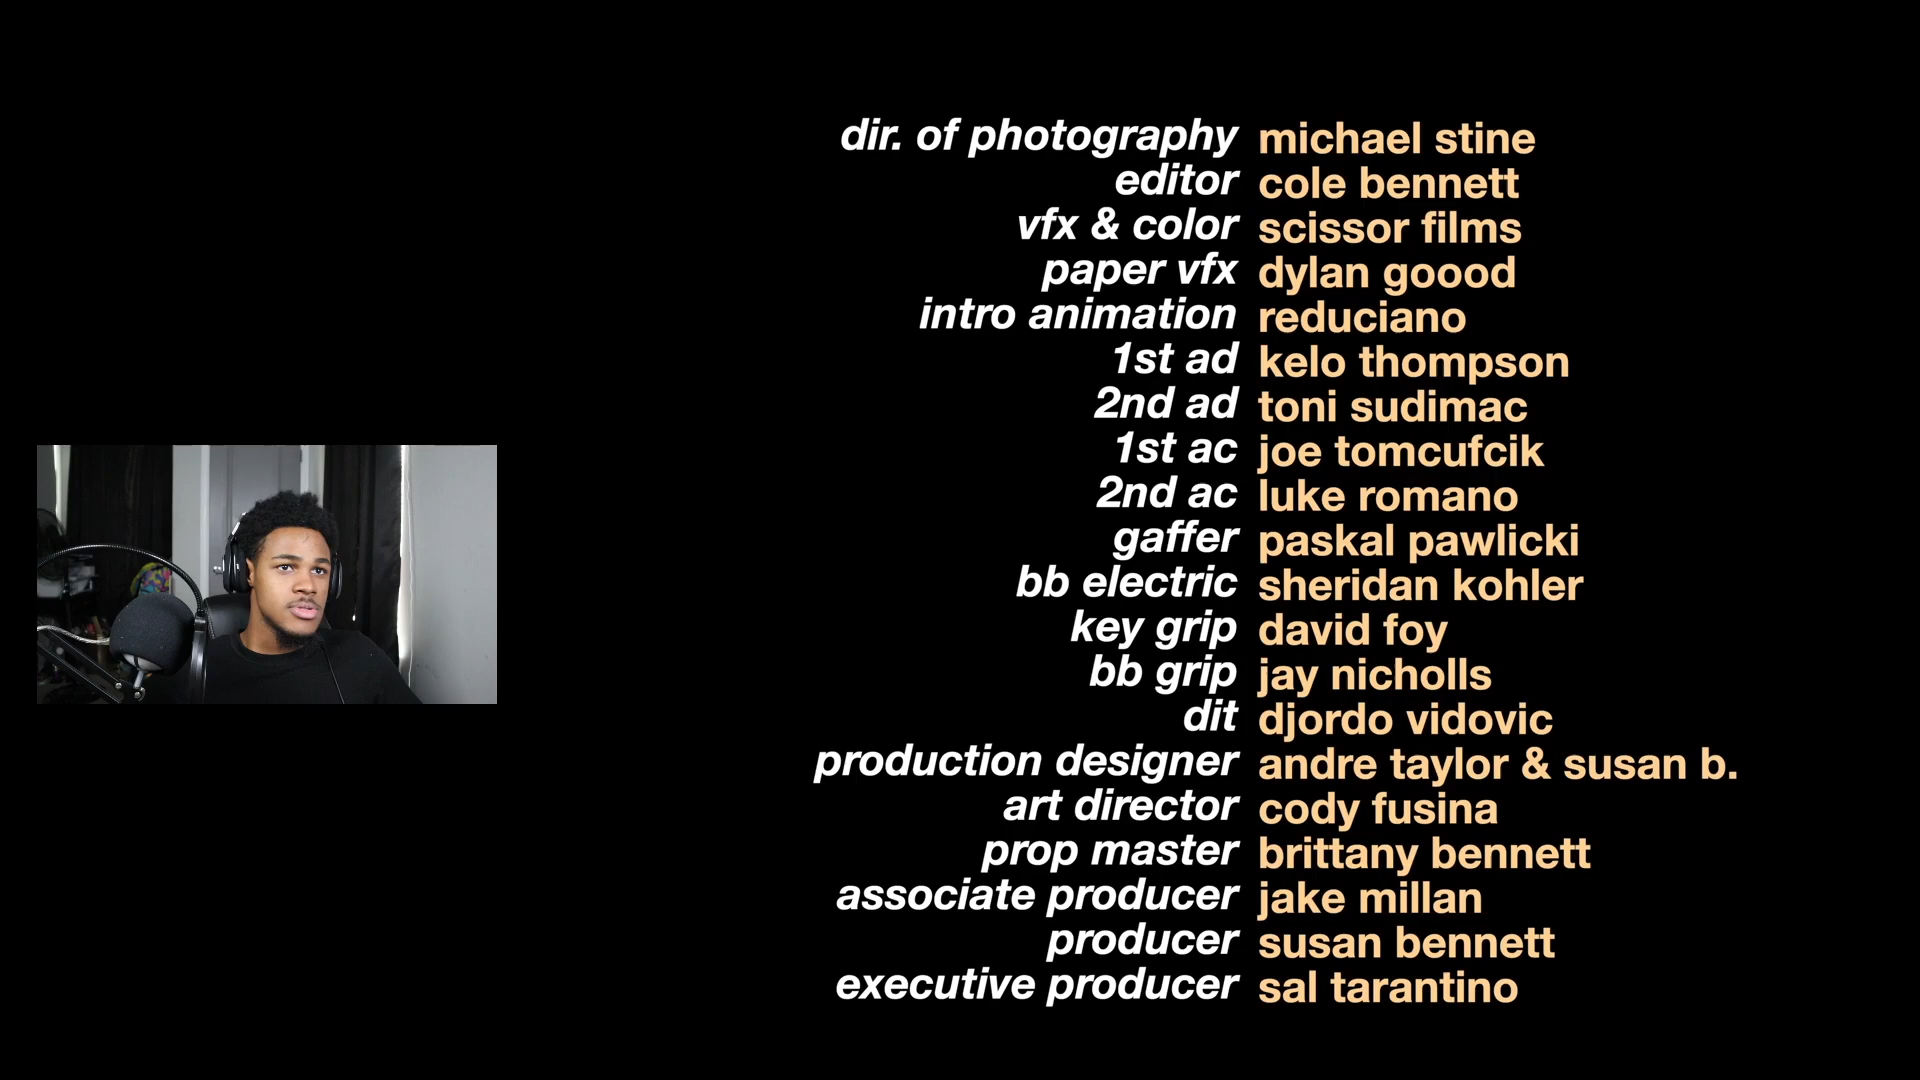 dir. of photography michael stine
editor cole bennett
vfx & color scissor films
paper vfx dylan goood
intro animation reduciano
1st ad kelo thompson
2nd ad toni sudimac
1st ac joe tomcufcik
2nd ac luke romano
gaffer paskal pawlicki
bb electric sheridan kohler
key grip david foy
bb grip jay nicholls
dit djordo vidovic
production designer andre taylor & susan b.
art director cody fusina
prop master brittany bennett
associate producer jake millan
producer susan bennett
executive producer sal tarantino